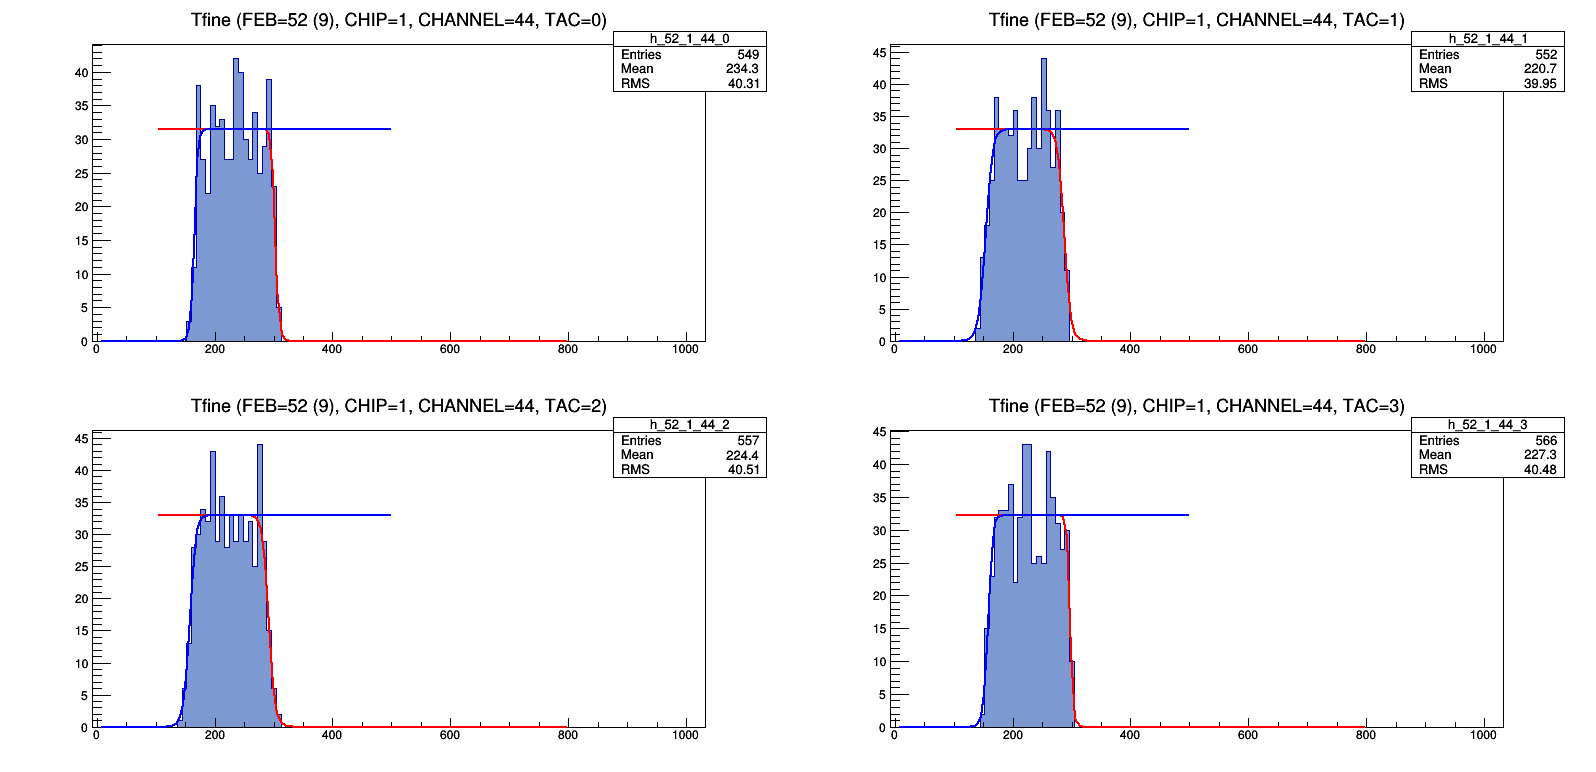 Tfine (FEB=52 (9), CHIP=1, CHANNEL=44, TAC=0)
h_52_1_44_0
Entries 549
Mean 234.3
RMS 40.31
40
35
30
25
20
15
10
5
0
0 200 400 600 800 1000
Tfine (FEB=52 (9), CHIP=1, CHANNEL=44, TAC=1)
h_52_1_44_1
Entries 552
Mean 220.7
RMS 39.95
45
40
35
30
25
20
15
10
5
0
0 200 400 600 800 1000
Tfine (FEB=52 (9), CHIP=1, CHANNEL=44, TAC=2)
h_52_1_44_2
Entries 557
Mean 224.4
RMS 40.51
45
40
35
30
25
20
15
10
5
0
0 200 400 600 800 1000
Tfine (FEB=52 (9), CHIP=1, CHANNEL=44, TAC=3)
h_52_1_44_3
Entries 566
Mean 227.3
RMS 40.48
45
40
35
30
25
20
15
10
5
0
0 200 400 600 800 1000